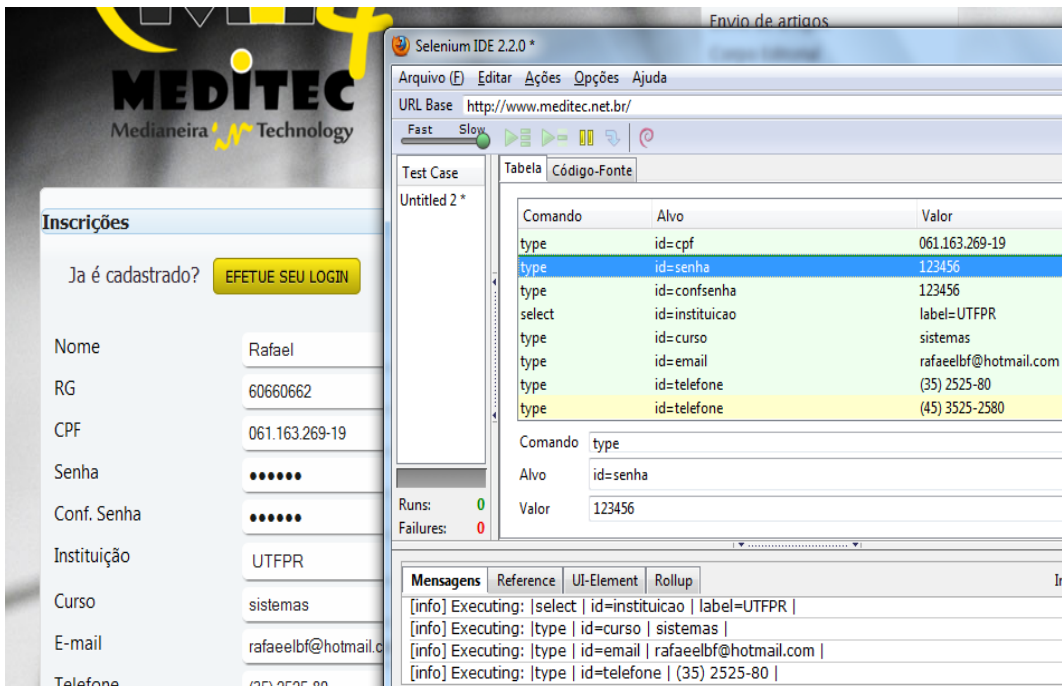 MEDITEC
Medianeira Technology
Inscrições
Ja é cadastrado? EFETUE SEU LOGIN
Nome Rafael
RG 60660662
CPF 061.163.269-19
Senha ••••••
Conf. Senha ••••••
Instituição UTFPR
Curso sistemas
E-mail rafaeelbf@hotmail.c
Telefone (35) 2525-80
Envio de artigos
Corpo Editorial
Selenium IDE 2.2.0 *
Arquivo (F) Editar Ações Opções Ajuda
URL Base http://www.meditec.net.br/
Fast Slow
Test Case
Untitled 2 *
Runs: 0
Failures: 0
Tabela Código-Fonte
Comando Alvo Valor
type id=cpf 061.163.269-19
type id=senha 123456
type id=confsenha 123456
select id=instituicao label=UTFPR
type id=curso sistemas
type id=email rafaeelbf@hotmail.com
type id=telefone (35) 2525-80
type id=telefone (45) 3525-2580
Comando type
Alvo id=senha
Valor 123456
Mensagens Reference UI-Element Rollup
[info] Executing: |select | id=instituicao | label=UTFPR |
[info] Executing: |type | id=curso | sistemas |
[info] Executing: |type | id=email | rafaeelbf@hotmail.com |
[info] Executing: |type | id=telefone | (35) 2525-80 |